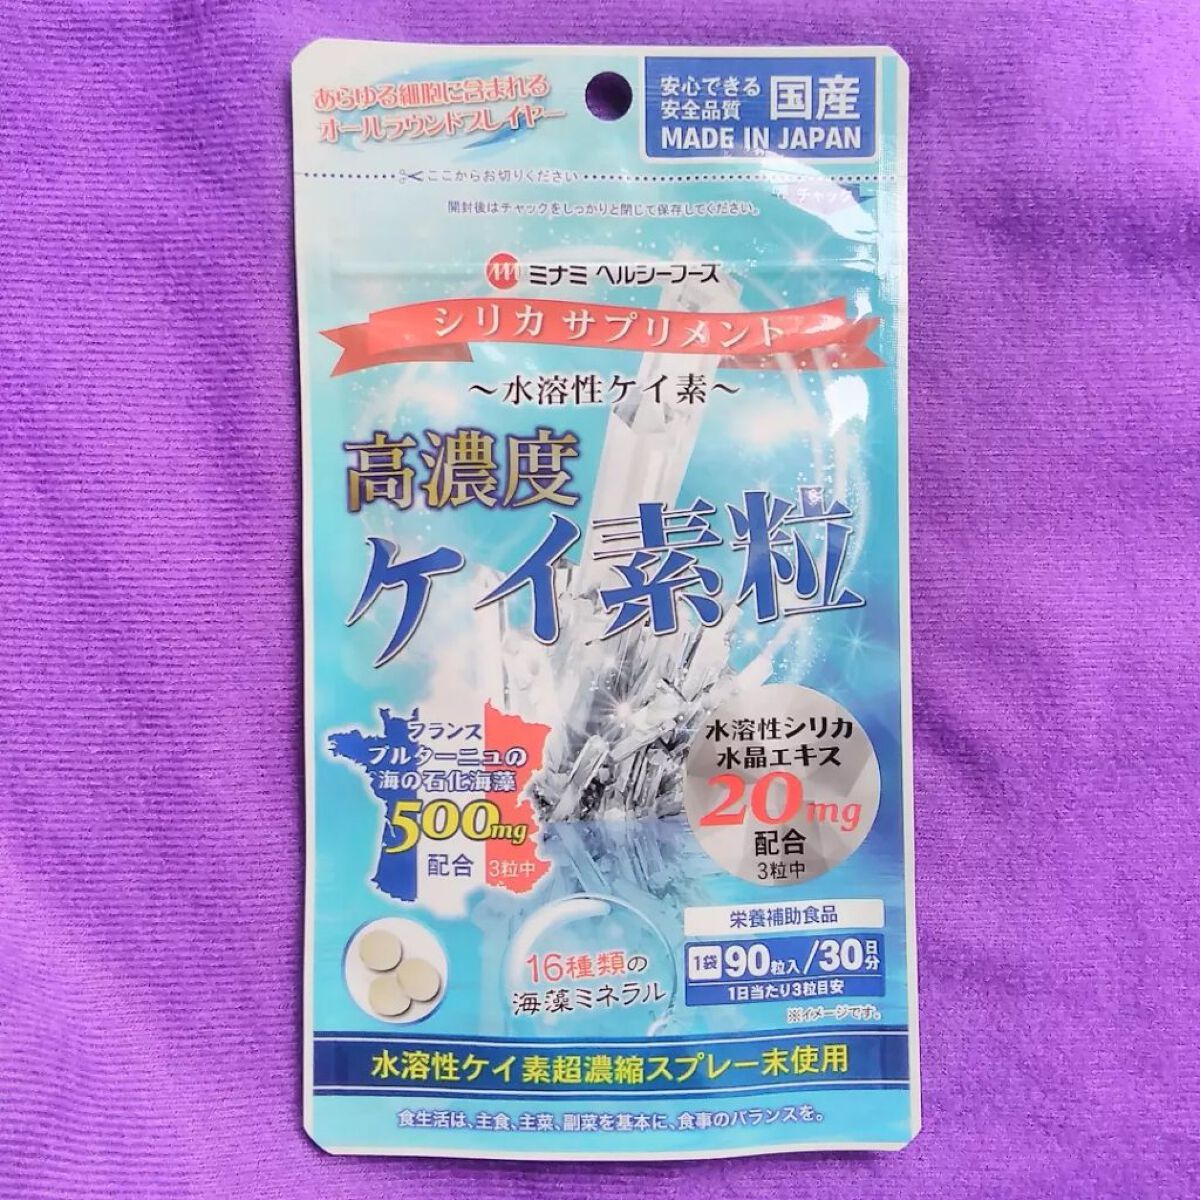 あらゆる細胞に含まれる
オールラウンドプレイヤー
安心できる
安全品質
国産
MADE IN JAPAN
ここからお切りください
チャック
開封後はチャックをしっかりと閉じて保存してください。
ミナミ ヘルシーフーズ
シリカ サプリメント
～水溶性ケイ素～
高濃度
ケイ素粒
フランス
ブルターニュの
海の石化海藻
500mg
配合 3粒中
水溶性シリカ
水晶エキス
20mg
配合
3粒中
16種類の
海藻ミネラル
栄養補助食品
1袋 90粒入/30日分
1日当たり3粒目安
※イメージです。
水溶性ケイ素超濃縮スプレー末使用
食生活は、主食、主菜、副菜を基本に、食事のバランスを。